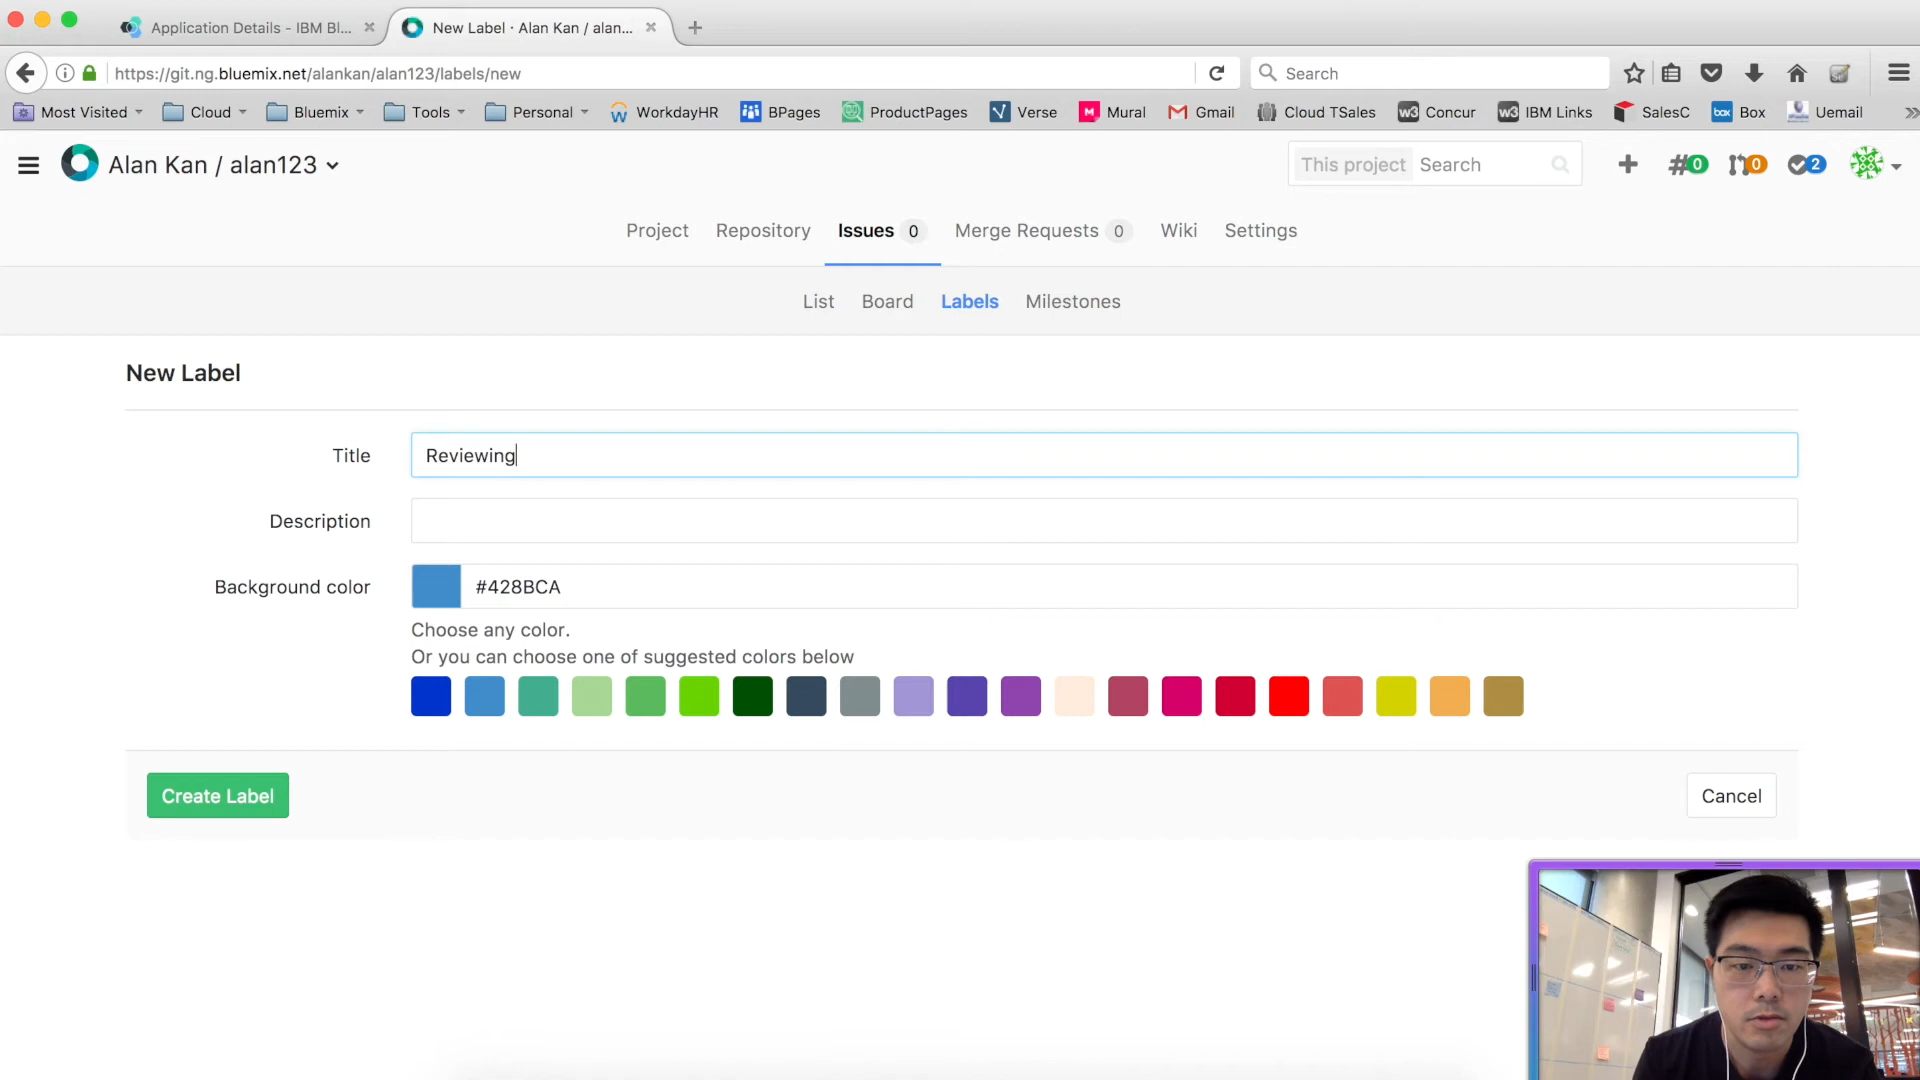 Application Details - IBM Bl...
New Label · Alan Kan / alan...
https://git.ng.bluemix.net/alankan/alan123/labels/new
Search
Most Visited Cloud Bluemix Tools Personal WorkdayHR BPages ProductPages Verse Mural Gmail Cloud TSales w3 Concur w3 IBM Links SalesC box Box Uemail
Alan Kan / alan123
This project Search
0 0 2
Project Repository Issues 0 Merge Requests 0 Wiki Settings
List Board Labels Milestones
New Label
Title Reviewing
Description
Background color #428BCA
Choose any color.
Or you can choose one of suggested colors below
Create Label Cancel